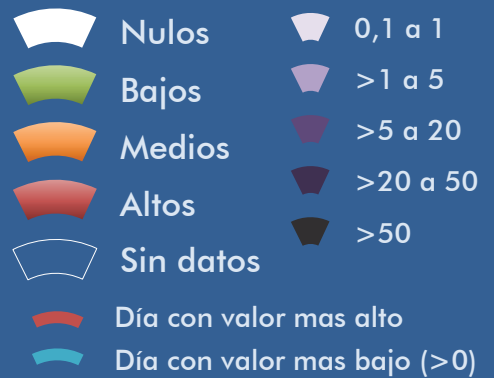 Nulos
Bajos
Medios
Altos
Sin datos
0,1 a 1
>1 a 5
>5 a 20
>20 a 50
>50
Día con valor mas alto
Día con valor mas bajo (>0)